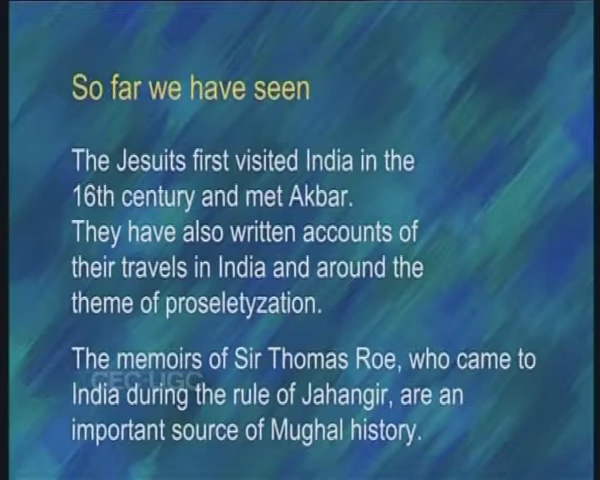 So far we have seen
The Jesuits first visited India in the
16th century and met Akbar.
They have also written accounts of
their travels in India and around the
theme of proseletyzation.
The memoirs of Sir Thomas Roe, who came to
CEC-UGC
India during the rule of Jahangir, are an
important source of Mughal history.